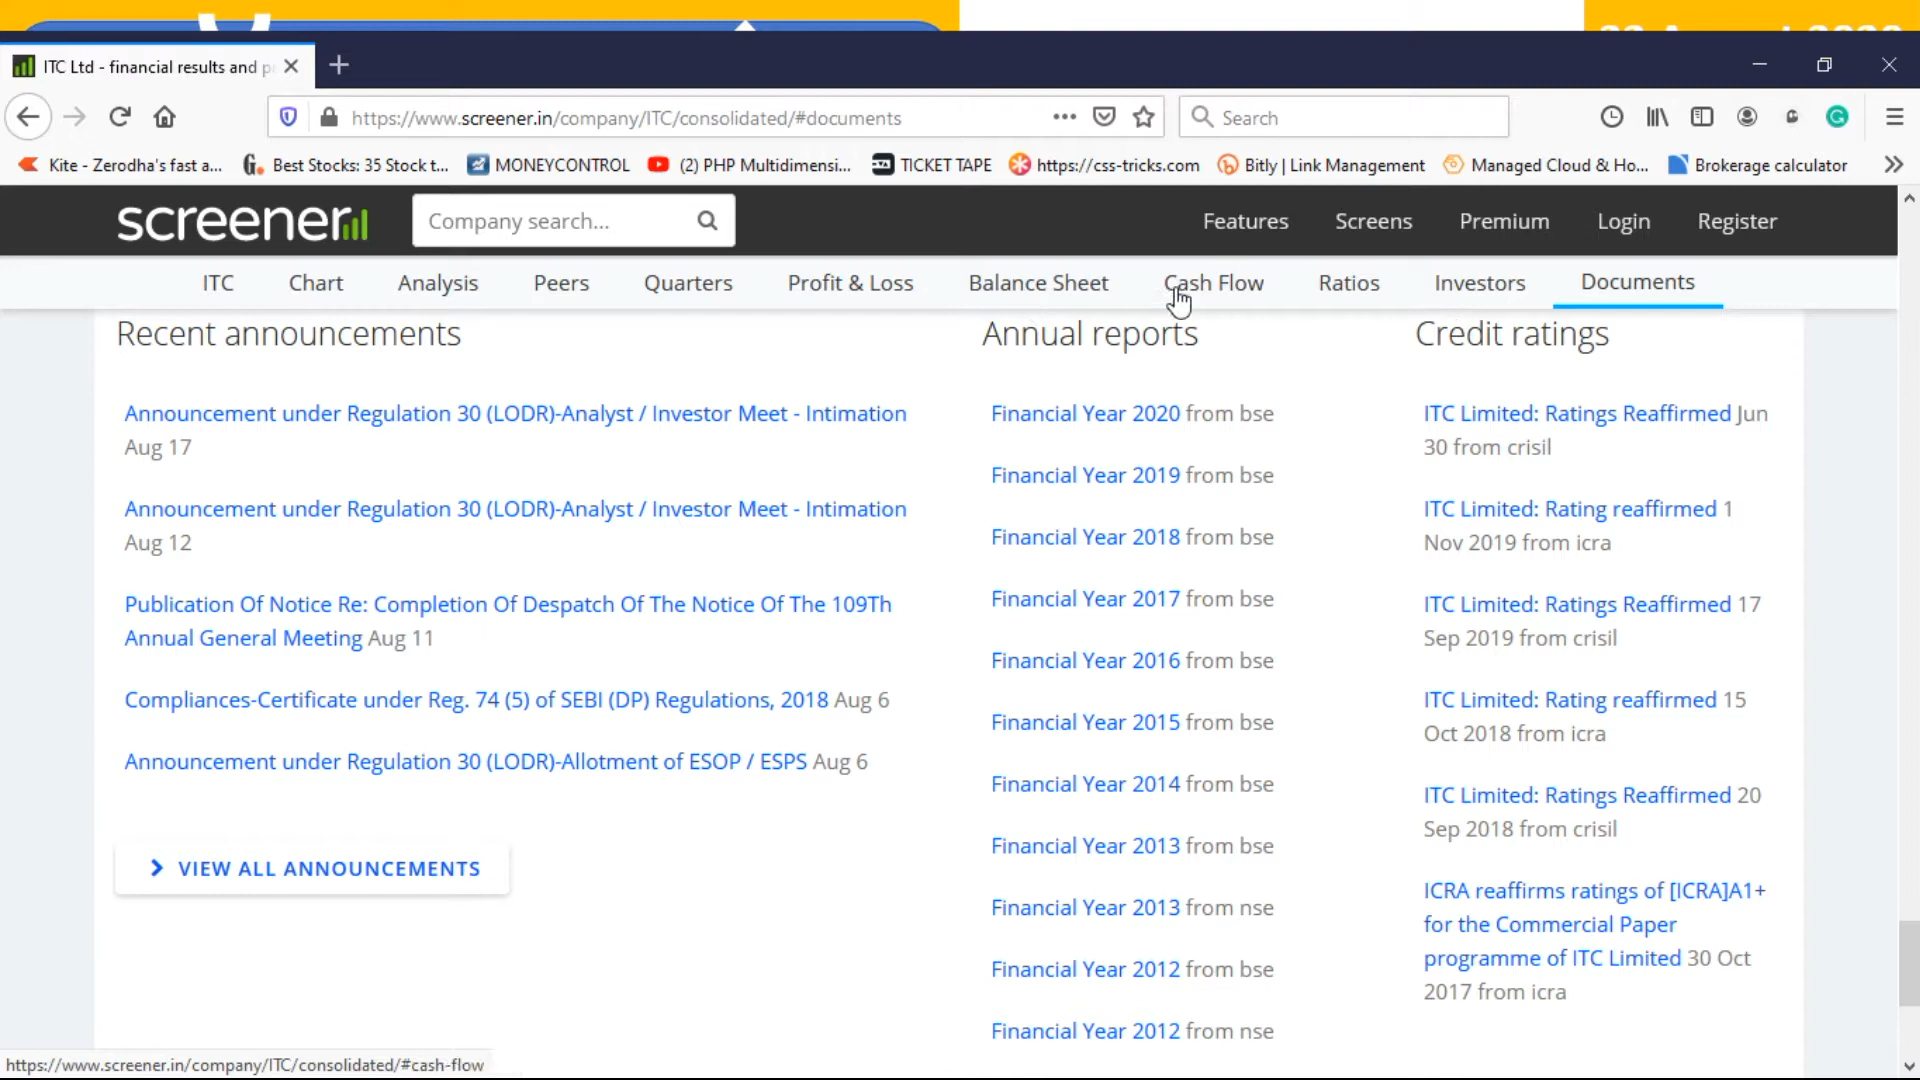 ITC Ltd - financial results and p
https://www.screener.in/company/ITC/consolidated/#documents
Search
Kite - Zerodha's fast a...
Best Stocks: 35 Stock t...
MONEYCONTROL
(2) PHP Multidimensi...
TICKET TAPE
https://css-tricks.com
Bitly | Link Management
Managed Cloud & Ho...
Brokerage calculator
screener
Company search...
Features
Screens
Premium
Login
Register
ITC
Chart
Analysis
Peers
Quarters
Profit & Loss
Balance Sheet
Cash Flow
Ratios
Investors
Documents
Recent announcements
Announcement under Regulation 30 (LODR)-Analyst / Investor Meet - Intimation
Aug 17
Announcement under Regulation 30 (LODR)-Analyst / Investor Meet - Intimation
Aug 12
Publication Of Notice Re: Completion Of Despatch Of The Notice Of The 109Th
Annual General Meeting Aug 11
Compliances-Certificate under Reg. 74 (5) of SEBI (DP) Regulations, 2018 Aug 6
Announcement under Regulation 30 (LODR)-Allotment of ESOP / ESPS Aug 6
VIEW ALL ANNOUNCEMENTS
Annual reports
Financial Year 2020 from bse
Financial Year 2019 from bse
Financial Year 2018 from bse
Financial Year 2017 from bse
Financial Year 2016 from bse
Financial Year 2015 from bse
Financial Year 2014 from bse
Financial Year 2013 from bse
Financial Year 2013 from nse
Financial Year 2012 from bse
Financial Year 2012 from nse
Credit ratings
ITC Limited: Ratings Reaffirmed Jun
30 from crisil
ITC Limited: Rating reaffirmed 1
Nov 2019 from icra
ITC Limited: Ratings Reaffirmed 17
Sep 2019 from crisil
ITC Limited: Rating reaffirmed 15
Oct 2018 from icra
ITC Limited: Ratings Reaffirmed 20
Sep 2018 from crisil
ICRA reaffirms ratings of [ICRA]A1+
for the Commercial Paper
programme of ITC Limited 30 Oct
2017 from icra
https://www.screener.in/company/ITC/consolidated/#cash-flow